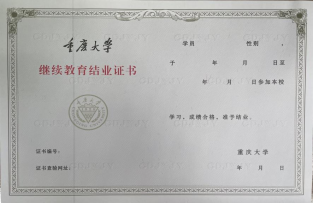 重庆大学
继续教育结业证书
学员 性别 ,
于 年 月 日至
年 月 日参加本校
学习，成绩合格，准予结业。
证书编号：
重庆大学
证书查验网址：
年 月 日